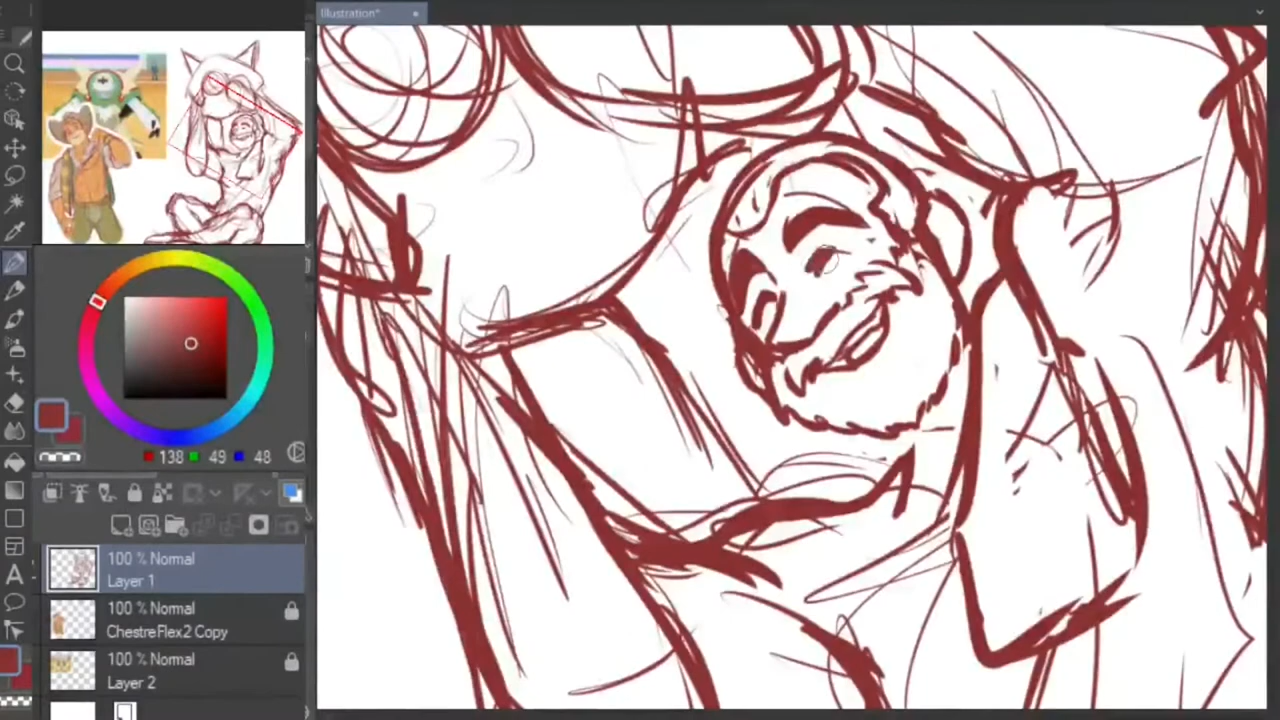 Illustration*
138 49 48
100 % Normal
Layer 1
100 % Normal
ChestreFlex2 Copy
100 % Normal
Layer 2